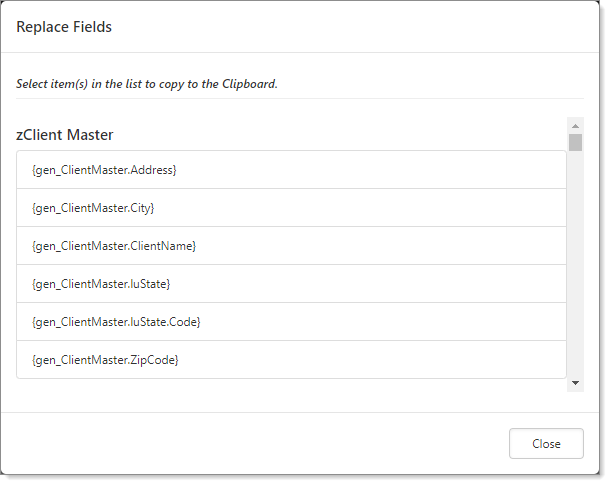 Replace Fields
Select item(s) in the list to copy to the Clipboard.
zClient Master
{gen_ClientMaster.Address}
{gen_ClientMaster.City}
{gen_ClientMaster.ClientName}
{gen_ClientMaster.luState}
{gen_ClientMaster.luState.Code}
{gen_ClientMaster.ZipCode}
Close